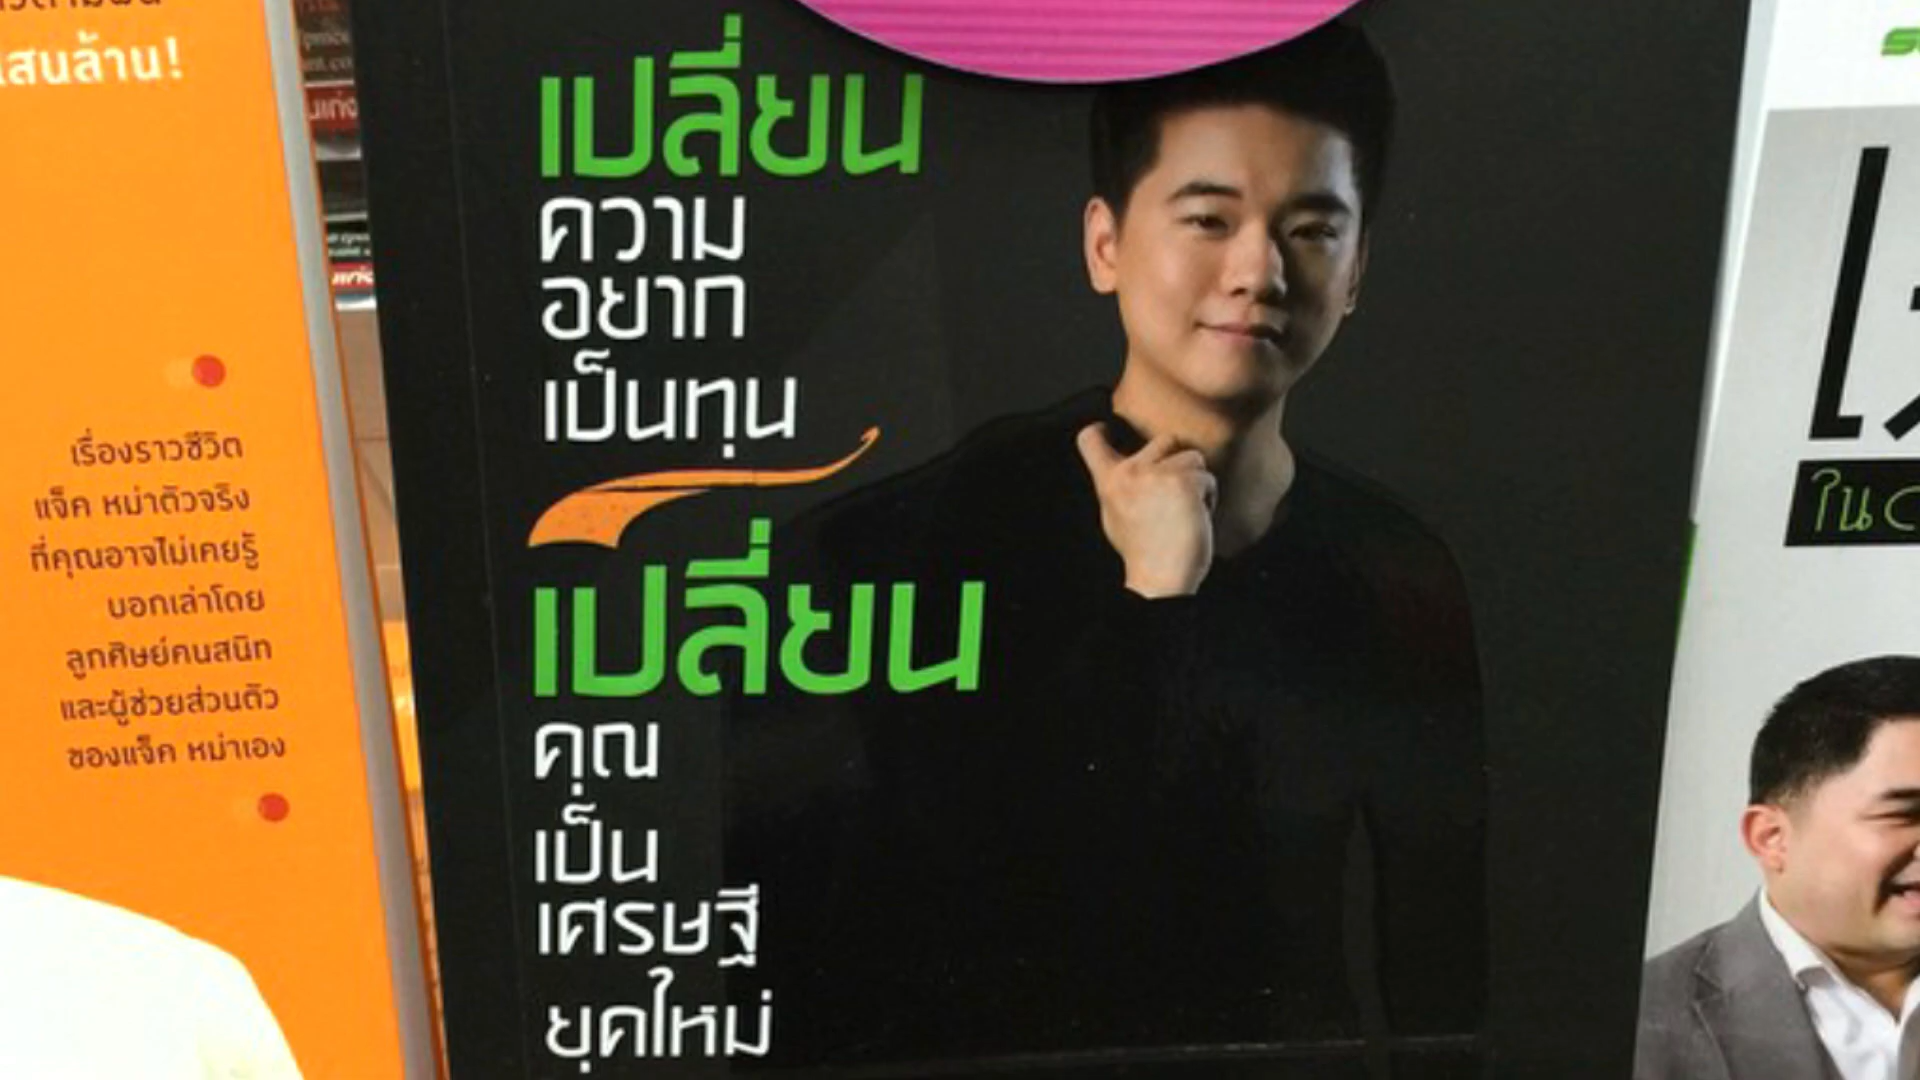 แสนล้าน!
เรื่องราวชีวิต
แจ็ค หม่าตัวจริง
ที่คุณอาจไม่เคยรู้
บอกเล่าโดย
ลูกศิษย์คนสนิท
และผู้ช่วยส่วนตัว
ของแจ็ค หม่าเอง
เปลี่ยน
ความ
อยาก
เป็นทุน
เปลี่ยน
คุณ
เป็น
เศรษฐี
ยุคใหม่
ใน